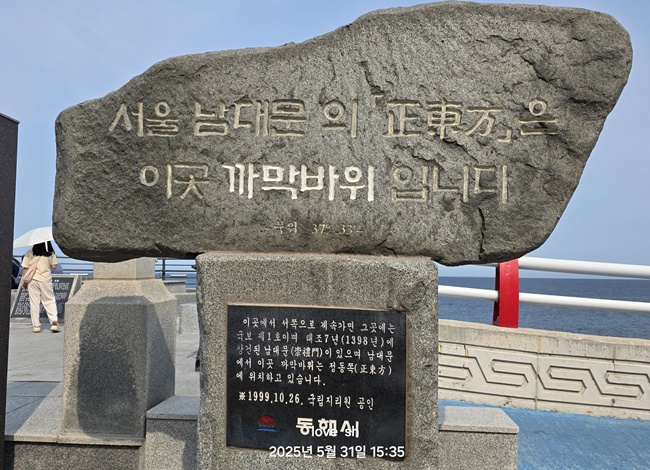 서울 남대문 의 「正東方」은
이곳 까막바위 입니다
북위 37° 33′
이곳에서 서쪽으로 계속가면 그곳에는
국보 제1호이며 태조7년(1398년)에
창건된 남대문(崇禮門)이 있으며 남대문
에서 이곳 까막바위는 정동쪽(正東方)
에 위치하고 있습니다.
※1999.10.26. 국립지리원 공인
동해시
2025년 5월 31일 15:35